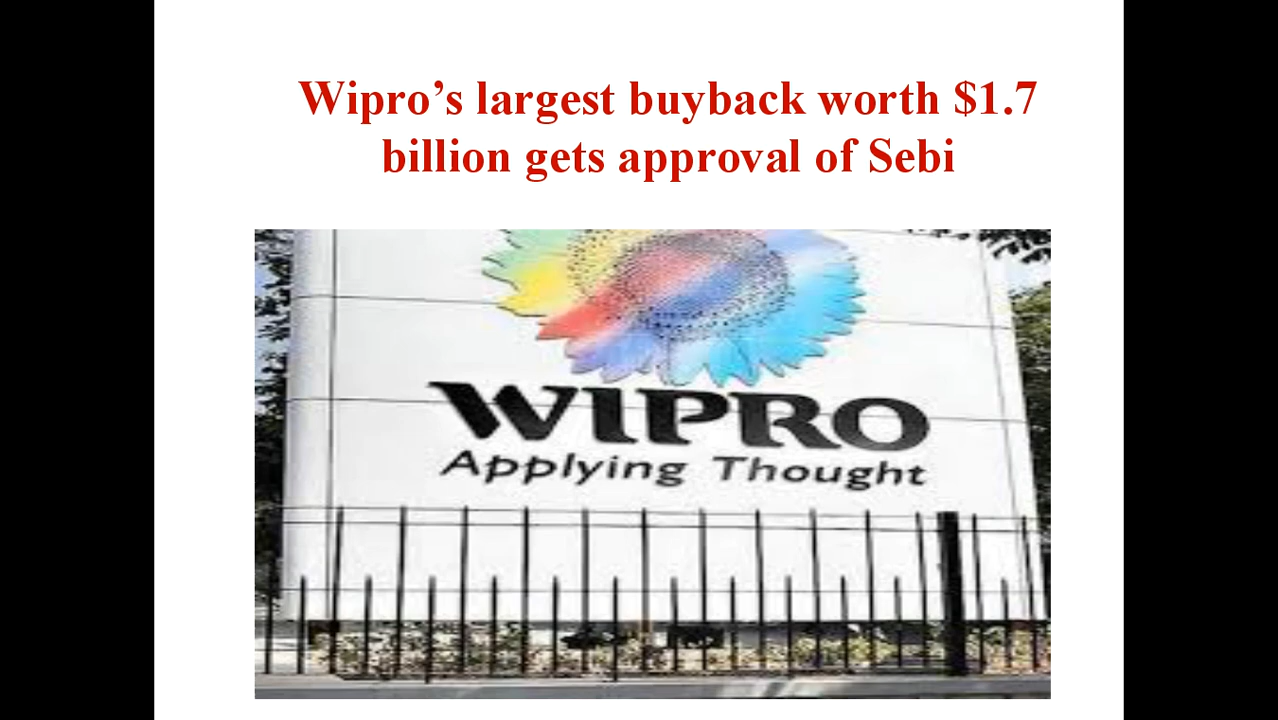 Wipro’s largest buyback worth $1.7
billion gets approval of Sebi
WIPRO
Applying Thought